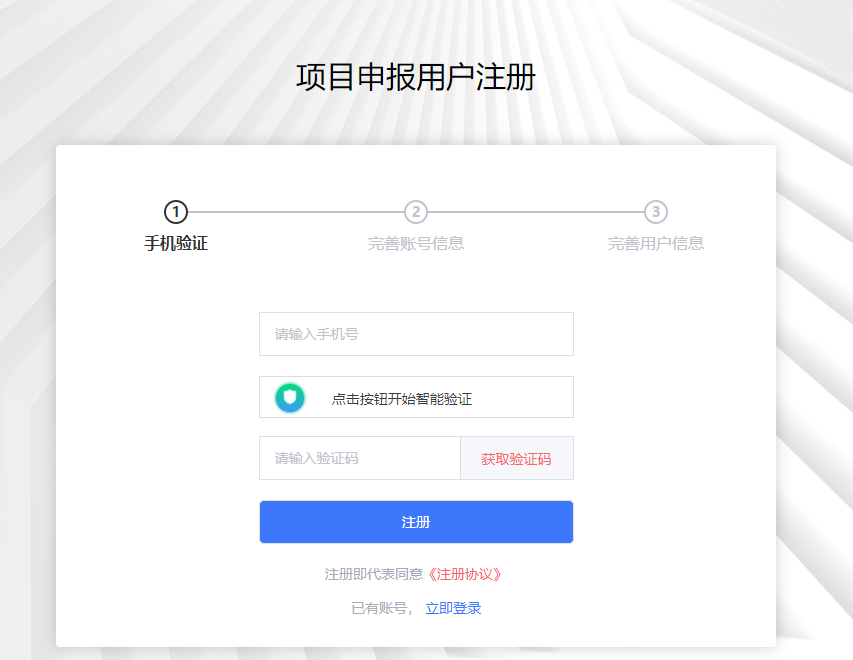 项目申报用户注册
1 2 3
手机验证 完善账号信息 完善用户信息
请输入手机号
点击按钮开始智能验证
请输入验证码 获取验证码
注册
注册即代表同意《注册协议》
已有账号， 立即登录